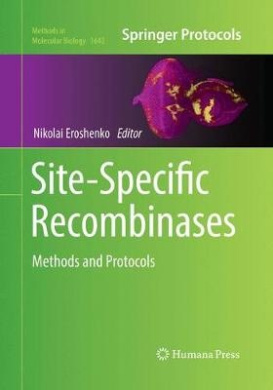 Methods in
Molecular Biology 1642
Springer Protocols
Nikolai Eroshenko Editor
Site-Specific
Recombinases
Methods and Protocols
Humana Press